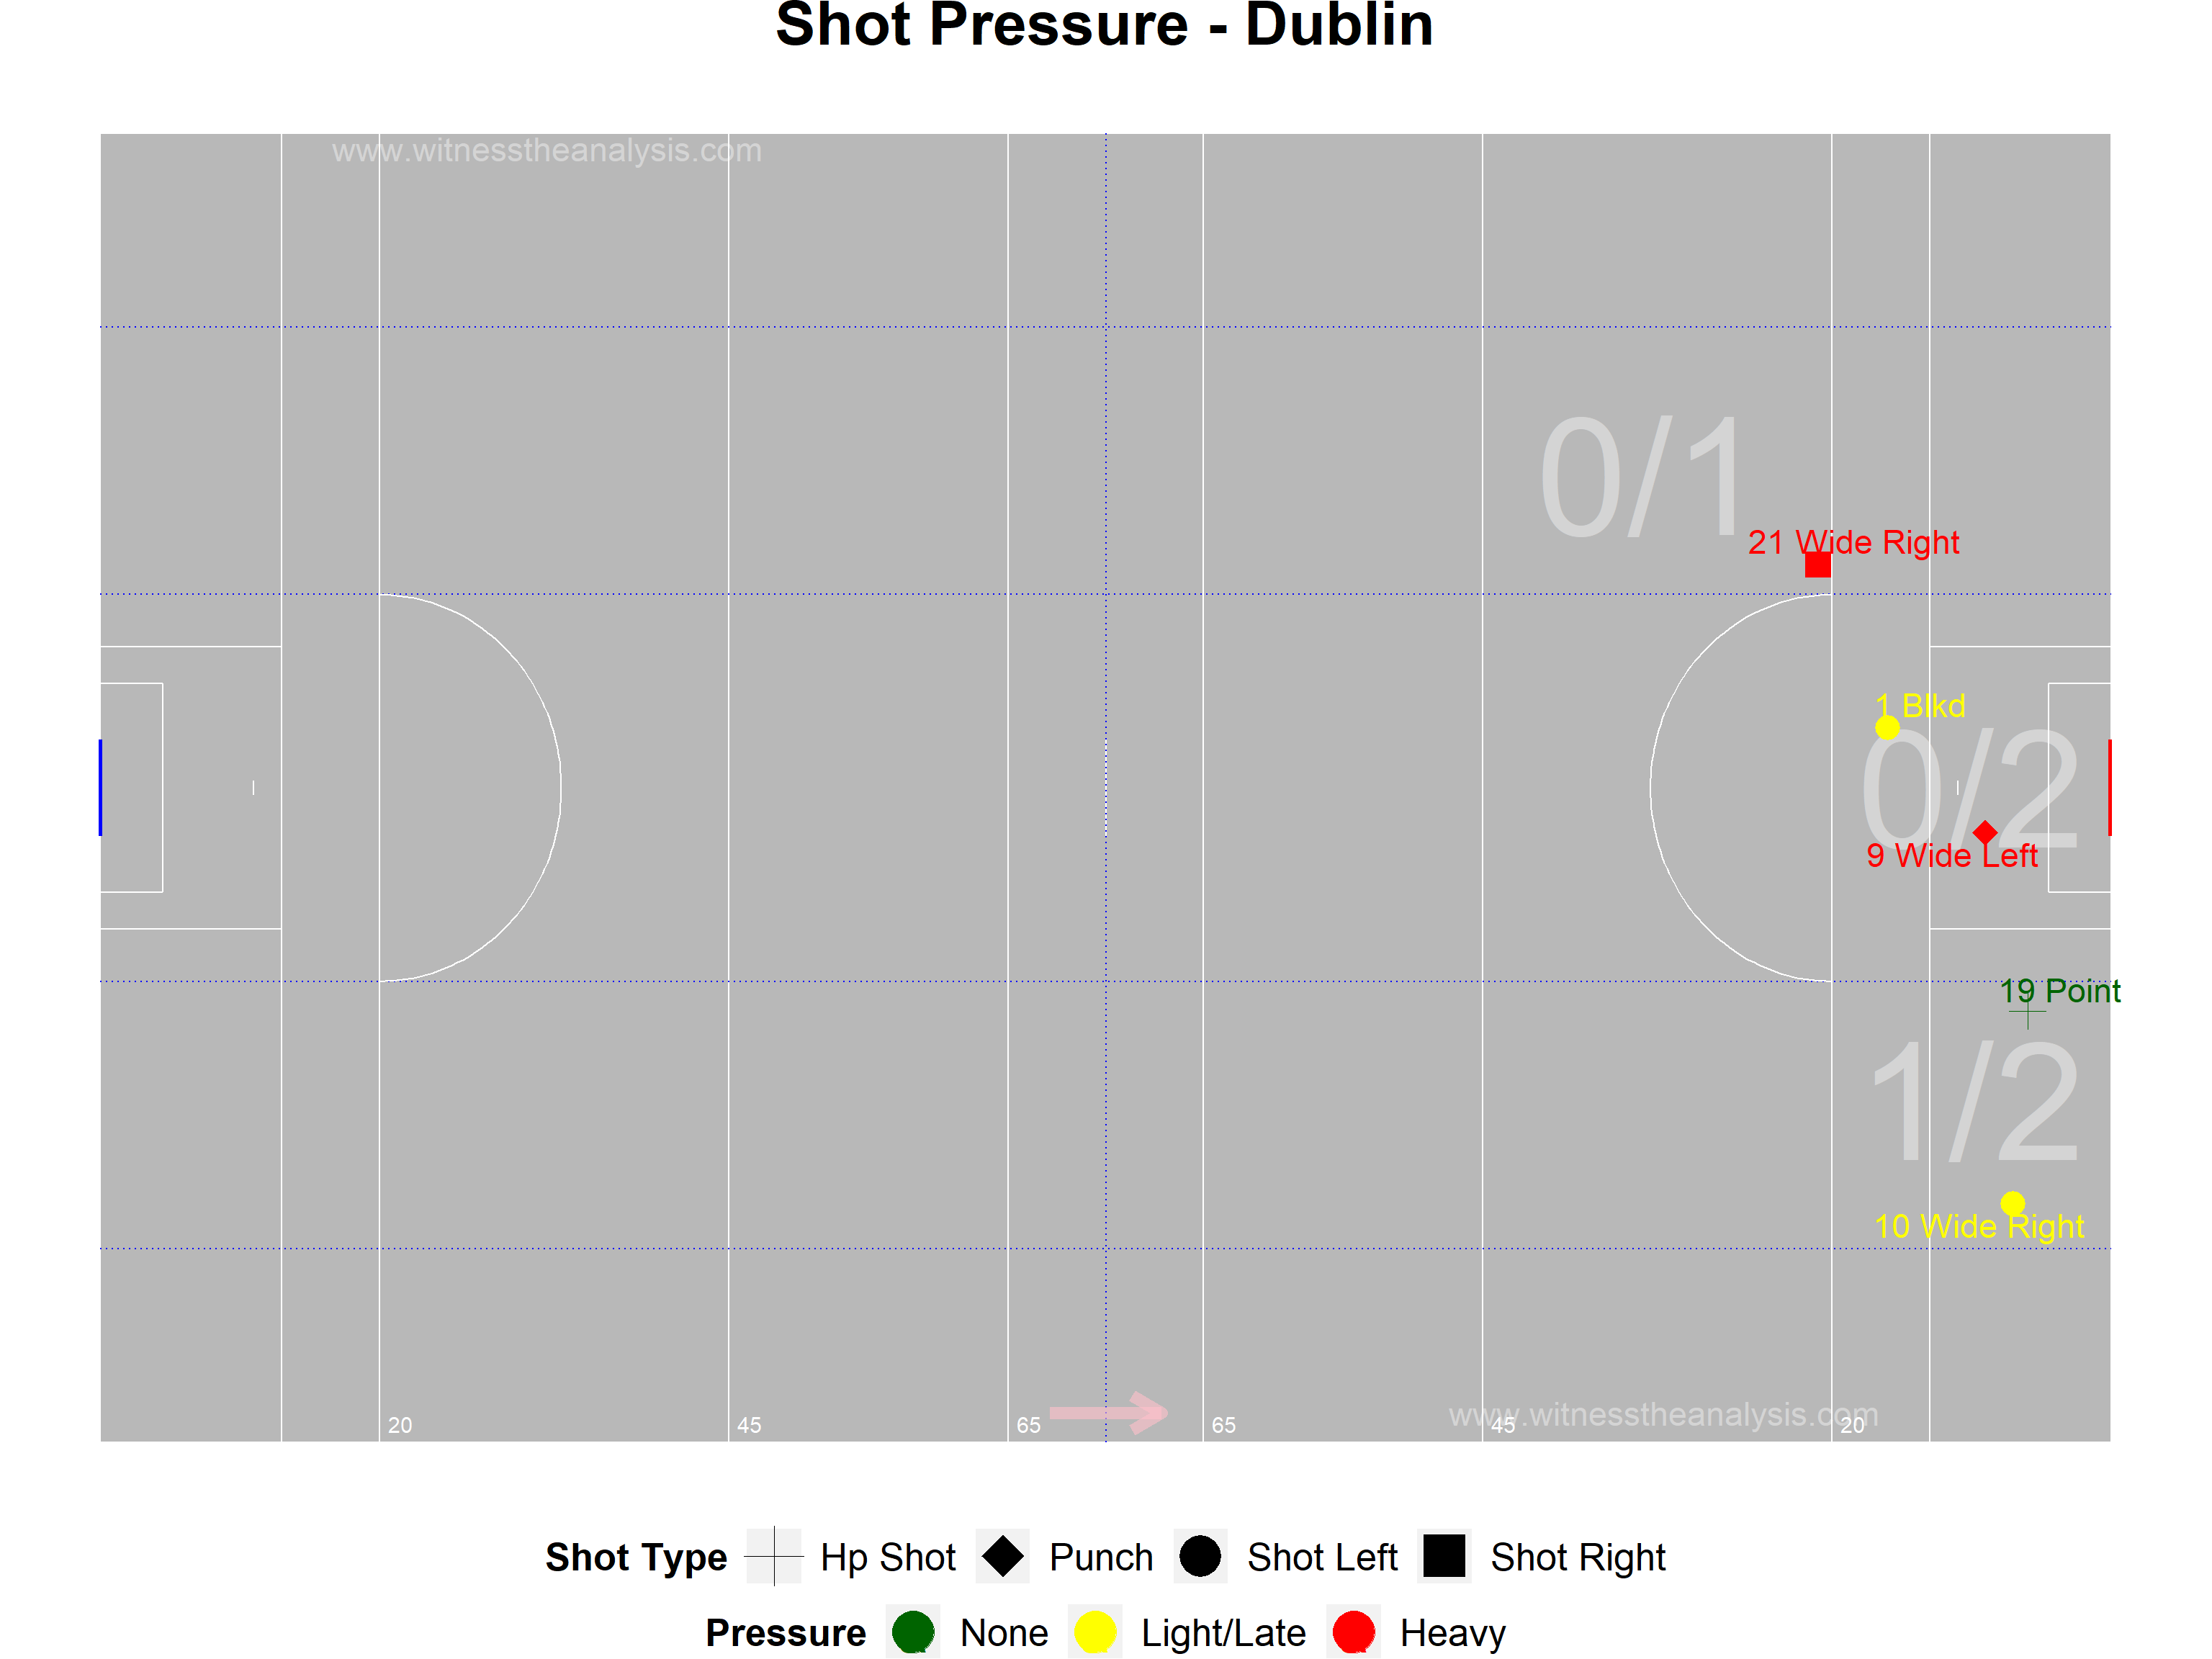 Shot Pressure - Dublin
www.witnesstheanalysis.com
0/1
21 Wide Right
1 Blkd
0/2
9 Wide Left
19 Point
1/2
10 Wide Right
www.witnesstheanalysis.com
20 45 65 65 45 20
Shot Type Hp Shot Punch Shot Left Shot Right
Pressure None Light/Late Heavy